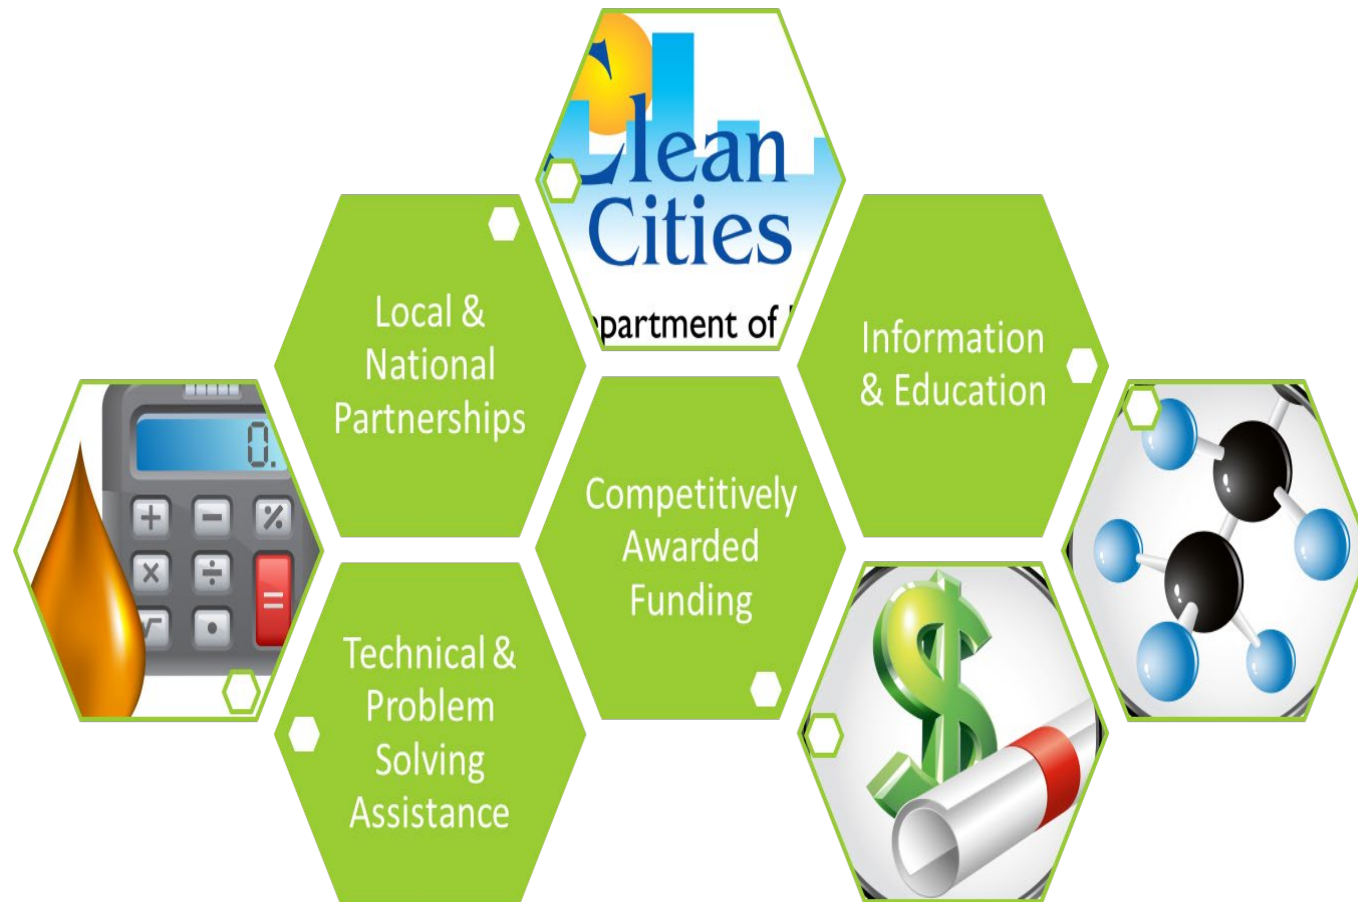 Clean
Cities
partment of
Local &
National
Partnerships
Information
& Education
0.
+ - %
Competitively
Awarded
Funding
× ÷ =
√ •
Technical &
Problem
Solving
Assistance